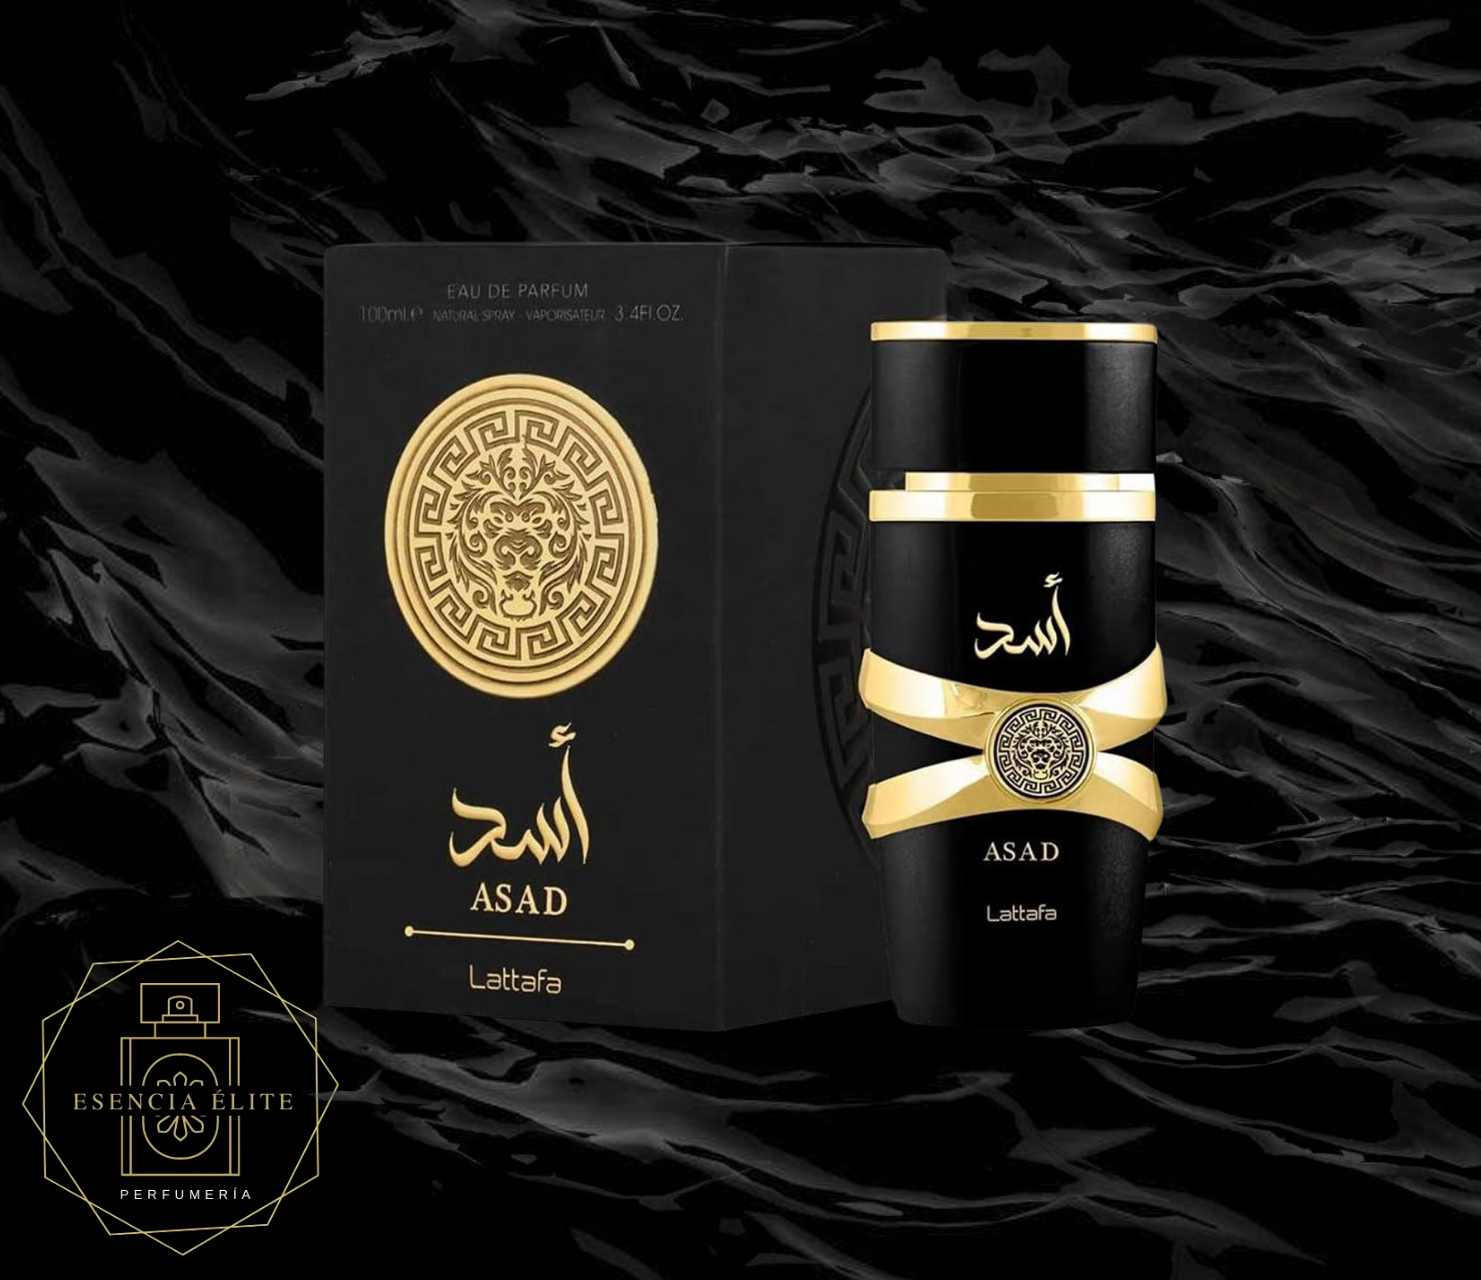 EAU DE PARFUM
100ml.e NATURAL SPRAY - VAPORISATEUR 3.4Fl.OZ.
أسد
ASAD
Lattafa
أسد
ASAD
Lattafa
ESENCIA ÉLITE
PERFUMERÍA